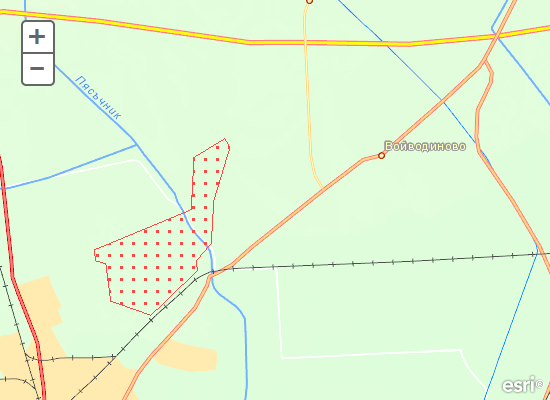 +
−
Пясъчник
Войводиново
esri©